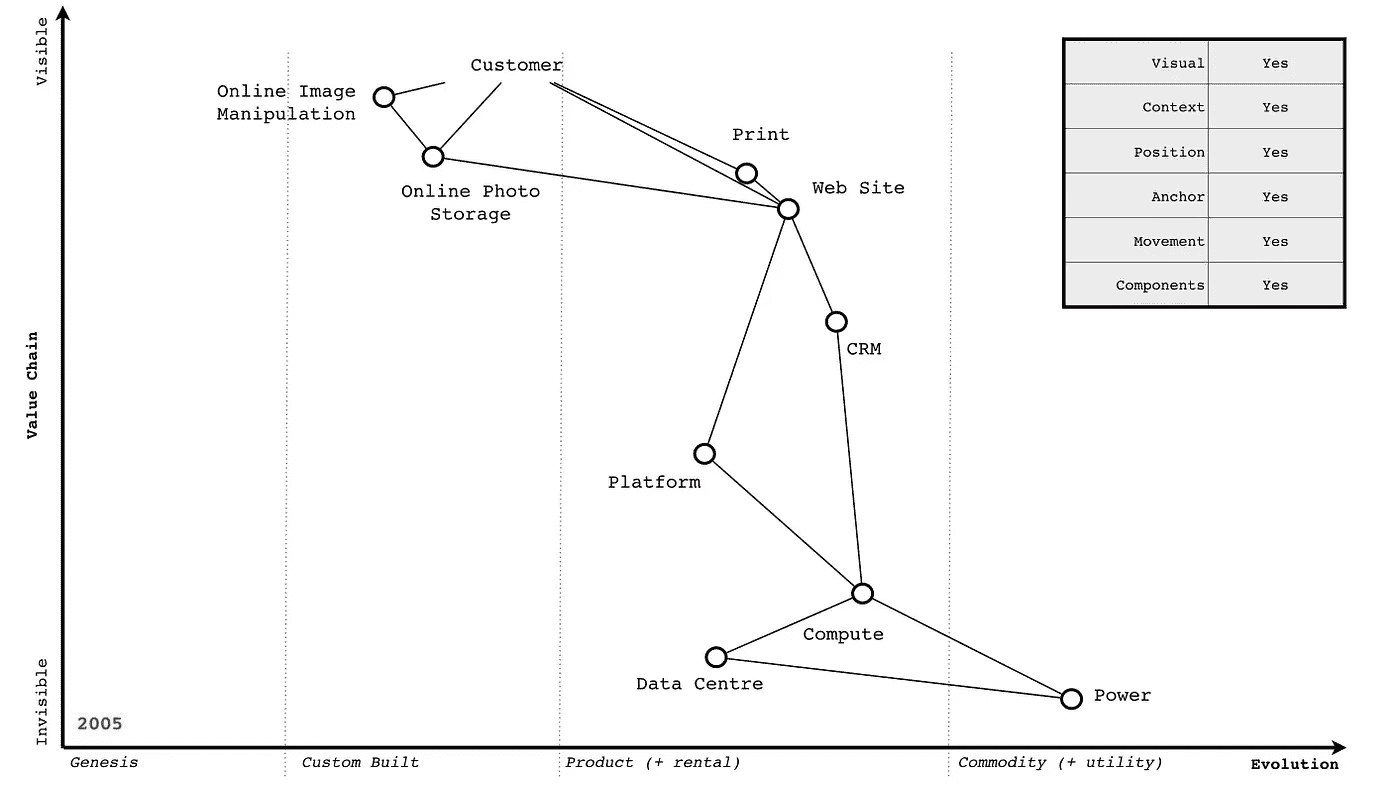 Visible
Customer
Online Image
Manipulation
Print
Online Photo
Storage
Web Site
CRM
Value Chain
Platform
Compute
Data Centre
Power
Invisible
2005
Genesis
Custom Built
Product (+ rental)
Commodity (+ utility)
Evolution
Visual Yes
Context Yes
Position Yes
Anchor Yes
Movement Yes
Components Yes